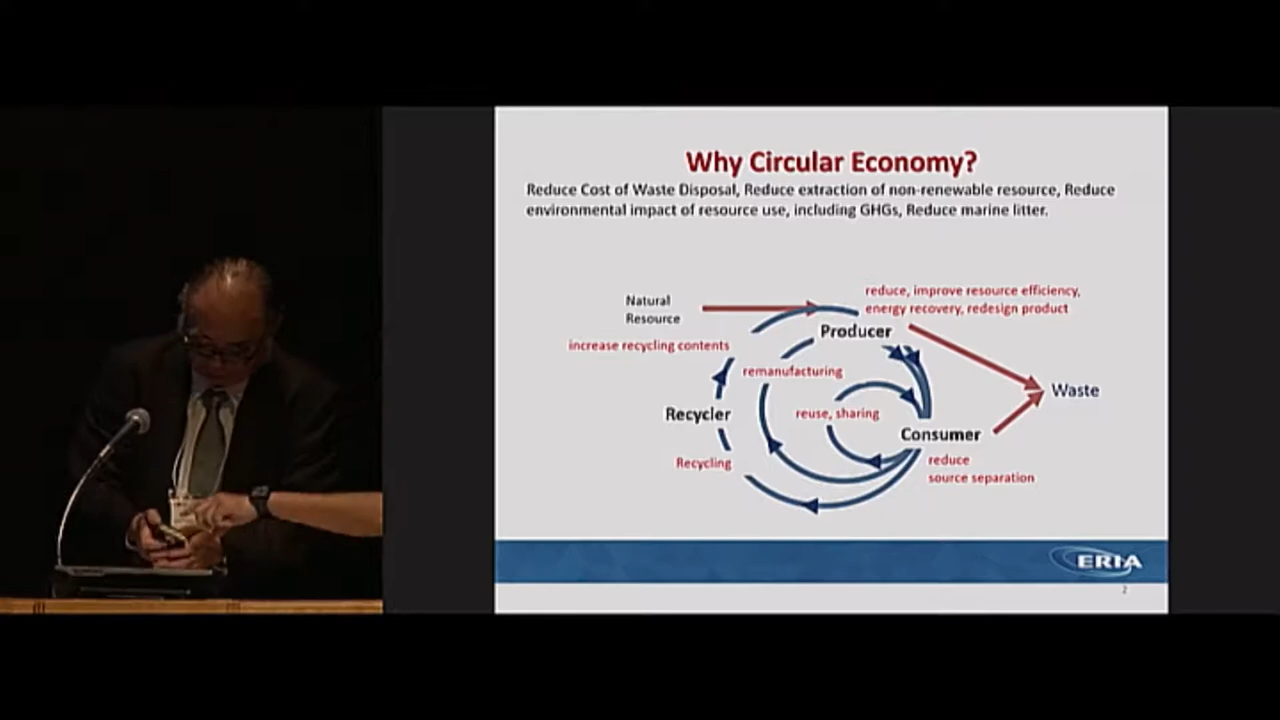 Why Circular Economy?
Reduce Cost of Waste Disposal, Reduce extraction of non-renewable resource, Reduce
environmental impact of resource use, including GHGs, Reduce marine litter.
Natural
Resource
reduce, improve resource efficiency,
energy recovery, redesign product
Producer
increase recycling contents
remanufacturing
Waste
Recycler
reuse, sharing
Consumer
Recycling
reduce
source separation
ERIA
2